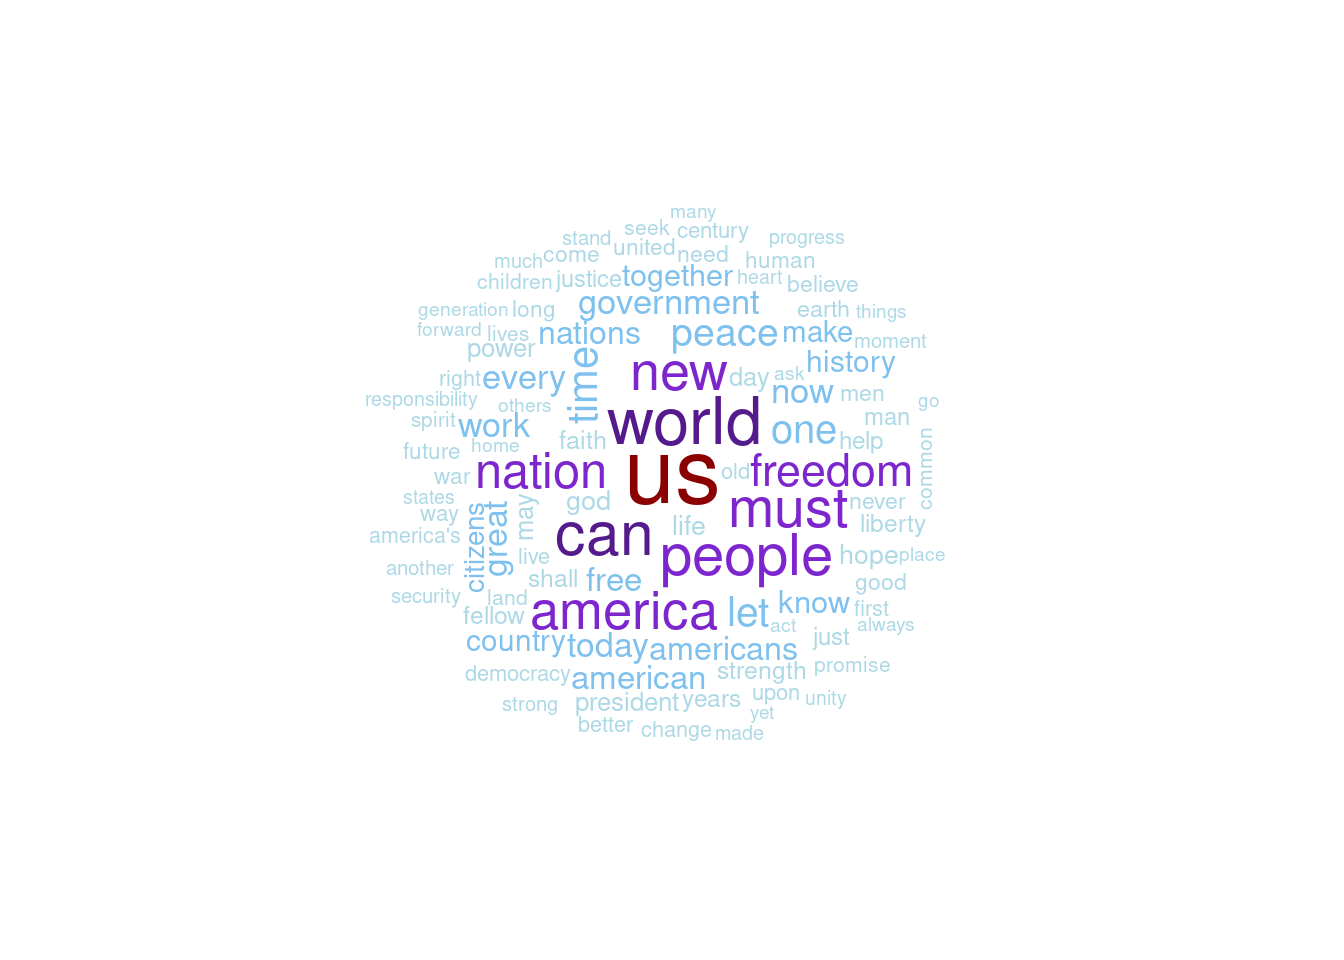 many
seek century
stand progress
united need
much come human
children justice together heart believe
generation long government earth things
forward lives nations peace make moment
power history
right every time new day ask now men
responsibility others go
spirit work world one man
future home faith help
war nation us old freedom common
states may god must never
way great life liberty
america's citizens can people hope place
another live shall free good
security land america let know first
fellow act always
country today americans just
democracy american strength promise
strong president years upon unity
better change made yet